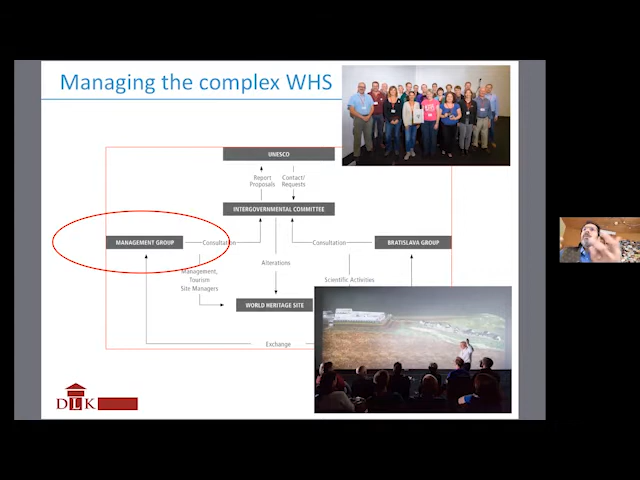 Managing the complex WHS
UNESCO
Report
Proposals
Contact/
Requests
INTERGOVERNMENTAL COMMITTEE
MANAGEMENT GROUP
Consultation
Consultation
BRATISLAVA GROUP
Alterations
Management,
Tourism
Site Managers
Scientific Activities
WORLD HERITAGE SITE
Exchange
DLK